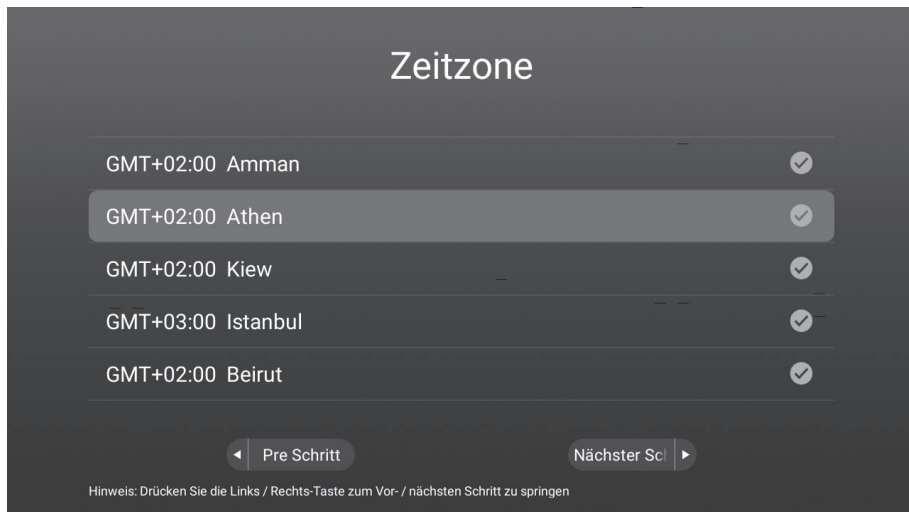 Zeitzone
GMT+02:00 Amman
GMT+02:00 Athen
GMT+02:00 Kiew
GMT+03:00 Istanbul
GMT+02:00 Beirut
Pre Schritt
Nächster Sch
Hinweis: Drücken Sie die Links / Rechts-Taste zum Vor- / nächsten Schritt zu springen